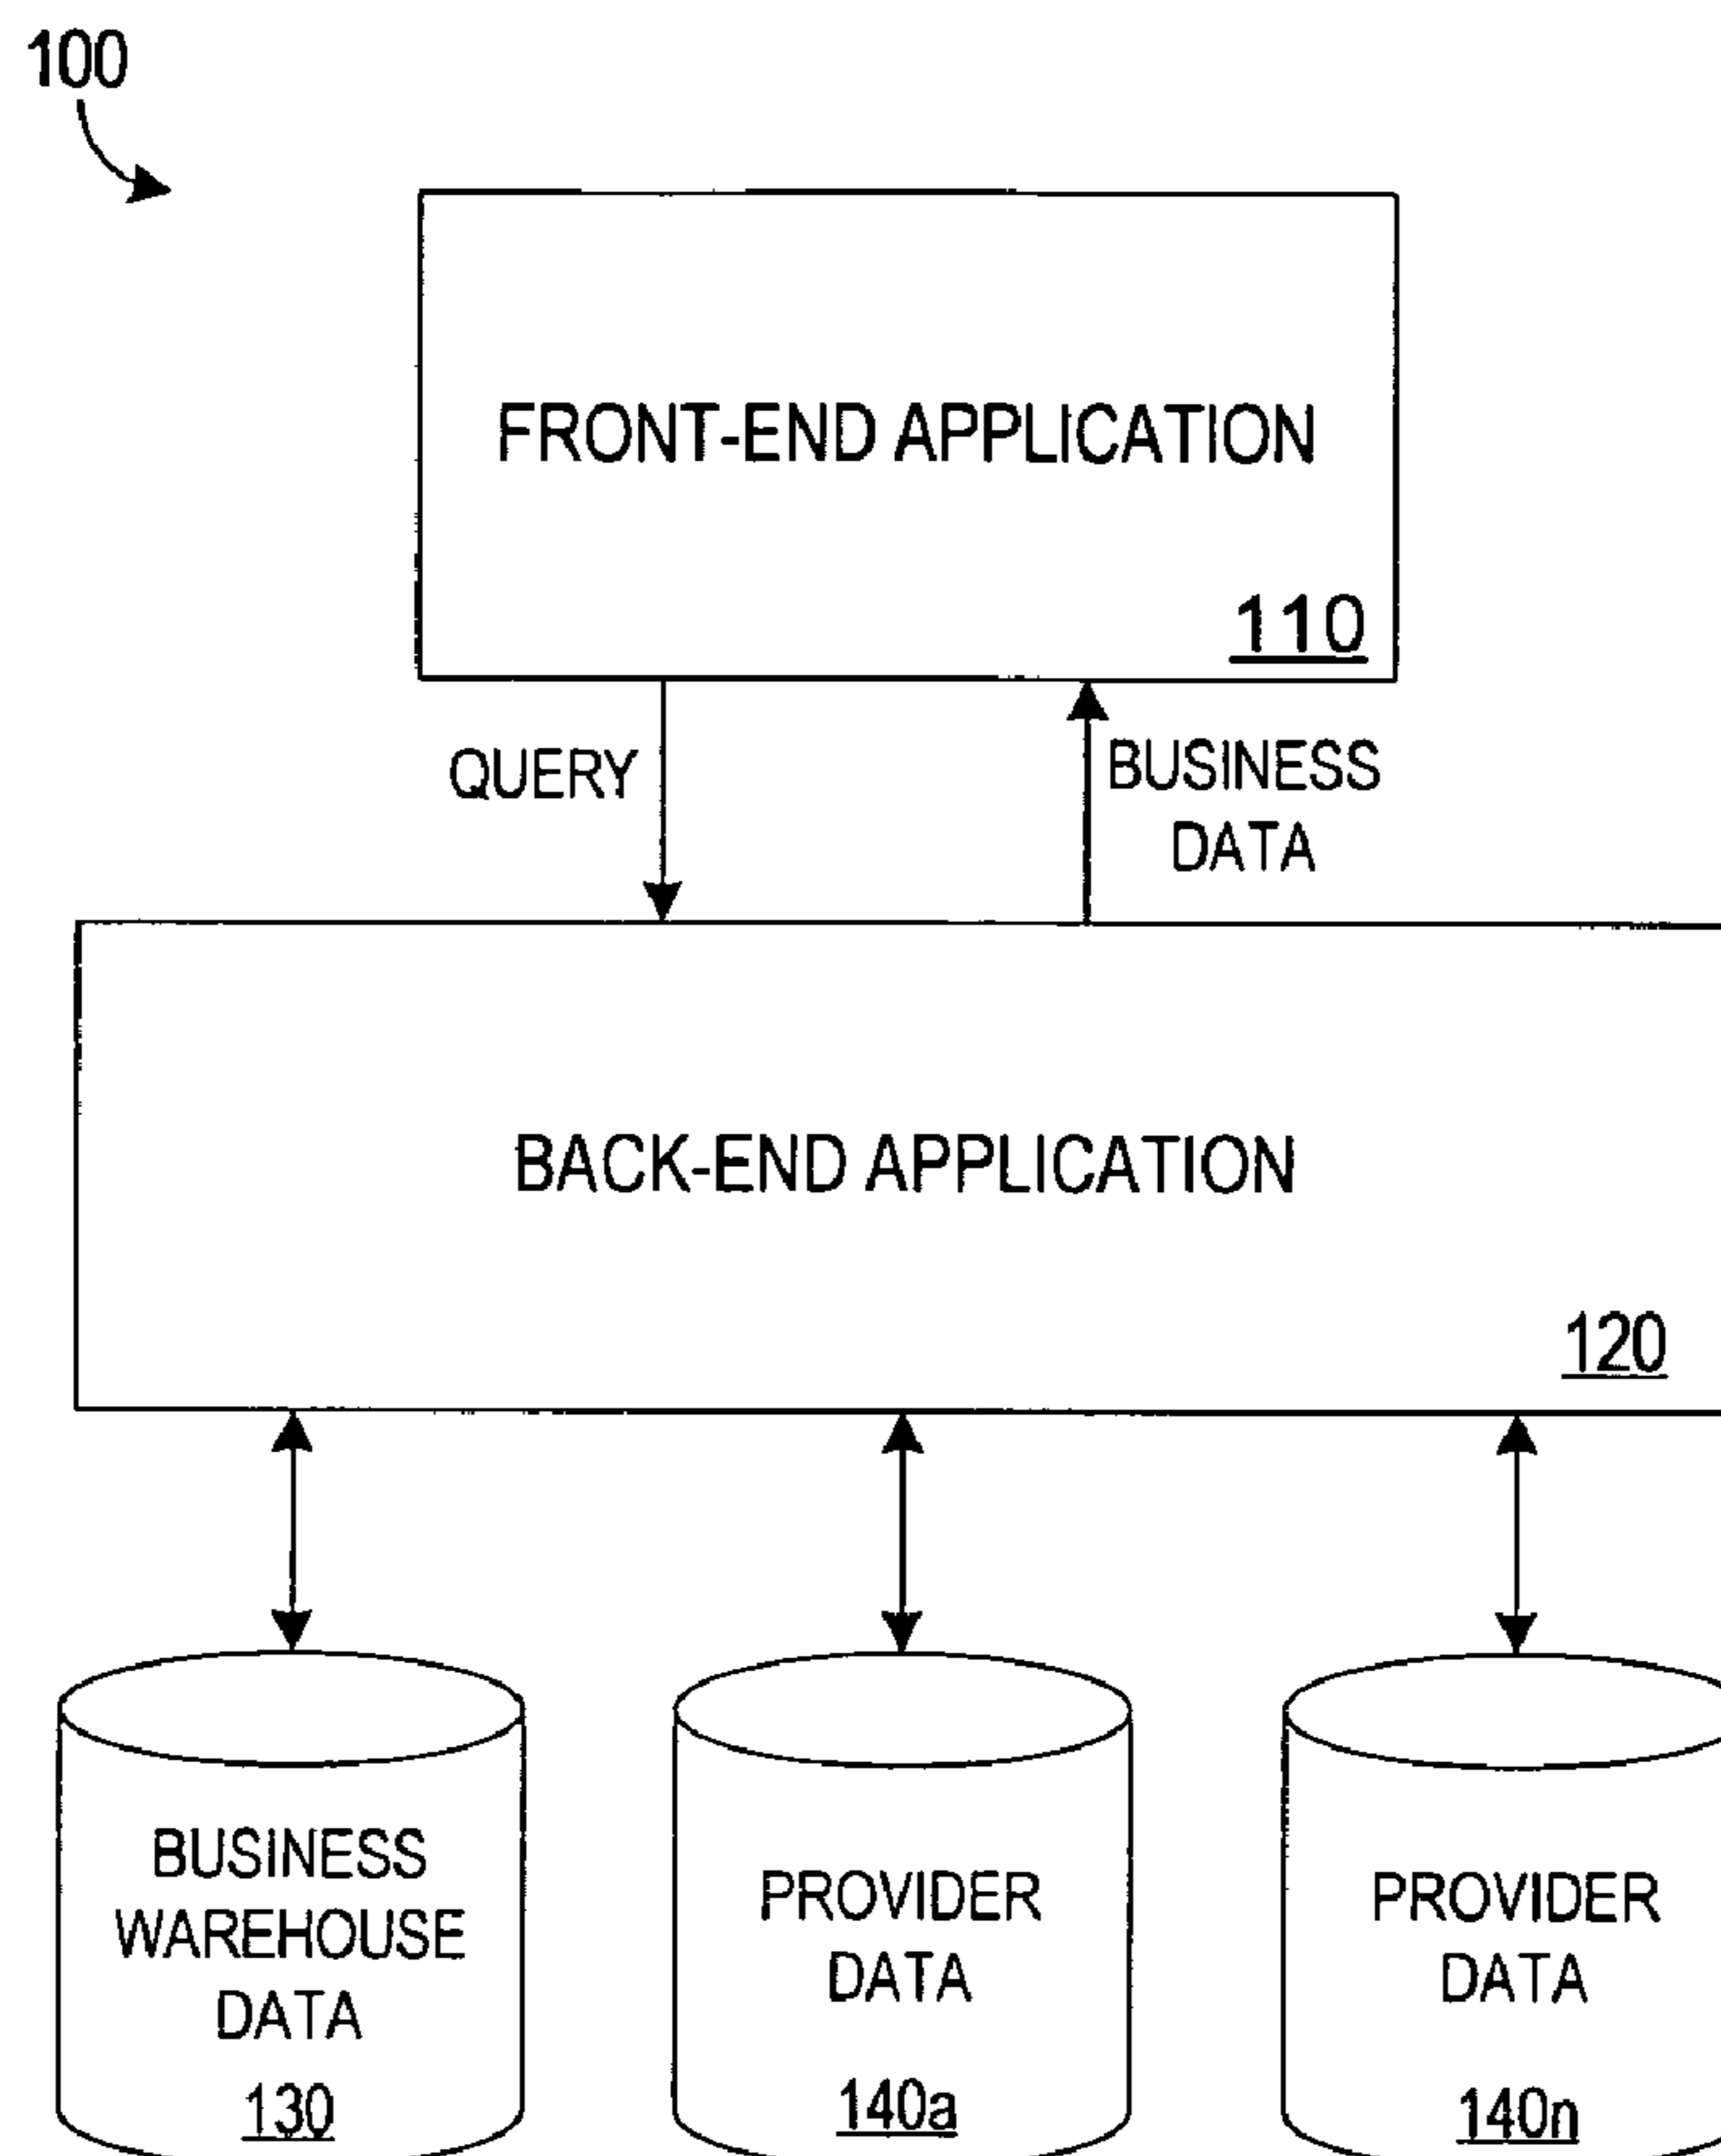 100
FRONT-END APPLICATION
110
QUERY
BUSINESS
DATA
BACK-END APPLICATION
120
BUSINESS
WAREHOUSE
DATA
130
PROVIDER
DATA
140a
PROVIDER
DATA
140n